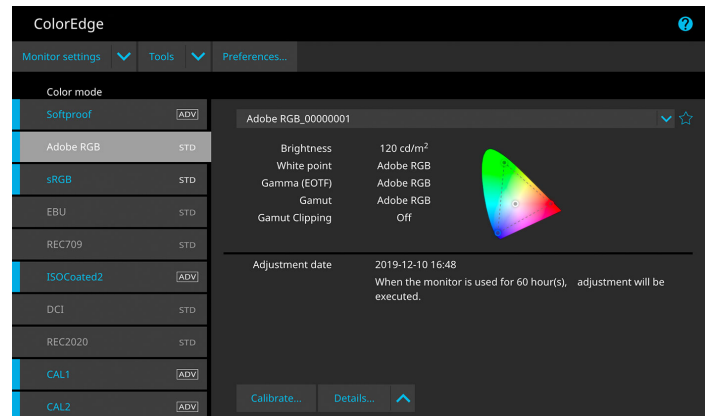 ColorEdge
?
Monitor settings Tools Preferences...
Color mode
Softproof ADV
Adobe RGB STD
sRGB STD
EBU STD
REC709 STD
ISOCoated2 ADV
DCI STD
REC2020 STD
CAL1 ADV
CAL2 ADV
Adobe RGB_00000001
Brightness 120 cd/m²
White point Adobe RGB
Gamma (EOTF) Adobe RGB
Gamut Adobe RGB
Gamut Clipping Off
Adjustment date 2019-12-10 16:48
When the monitor is used for 60 hour(s), adjustment will be
executed.
Calibrate... Details...